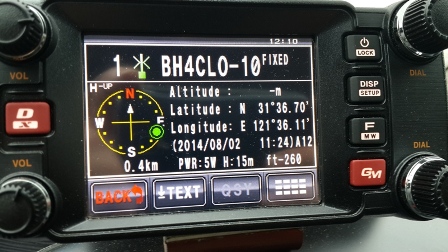 12:10
1 BH4CLO-10 FIXED
H-UP
N
W E
S
0.4km
Altitude : -m
Latitude : N 31°36.70'
Longitude: E 121°36.11'
(2014/08/02 11:24)A12
PWR:5W H:15m ft-260
BACK TEXT QSY
VOL
D X
VOL
LOCK
DISP
SETUP
F
MW
GM
DIAL
DIAL